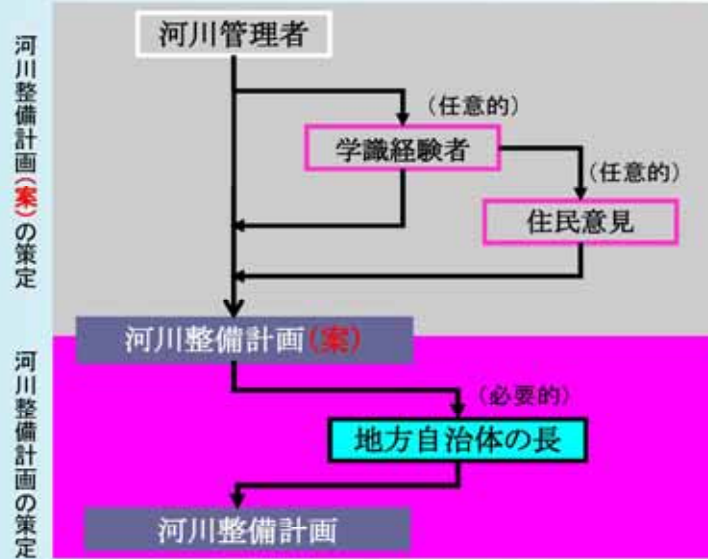 河川整備計画(案)の策定
河川管理者
(任意的)
学識経験者
(任意的)
住民意見
河川整備計画(案)
河川整備計画の策定
(必要的)
地方自治体の長
河川整備計画